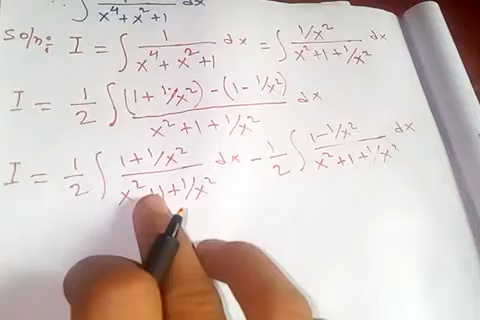 ∫ 1/(x⁴+x²+1) dx
Soln: I = ∫ 1/(x⁴+x²+1) dx = ∫ (1/x²)/(x²+1+1/x²) dx
I = 1/2 ∫ ((1+1/x²)-(1-1/x²))/(x²+1+1/x²) dx
I = 1/2 ∫ (1+1/x²)/(x²+1+1/x²) dx - 1/2 ∫ (1-1/x²)/(x²+1+1/x²) dx